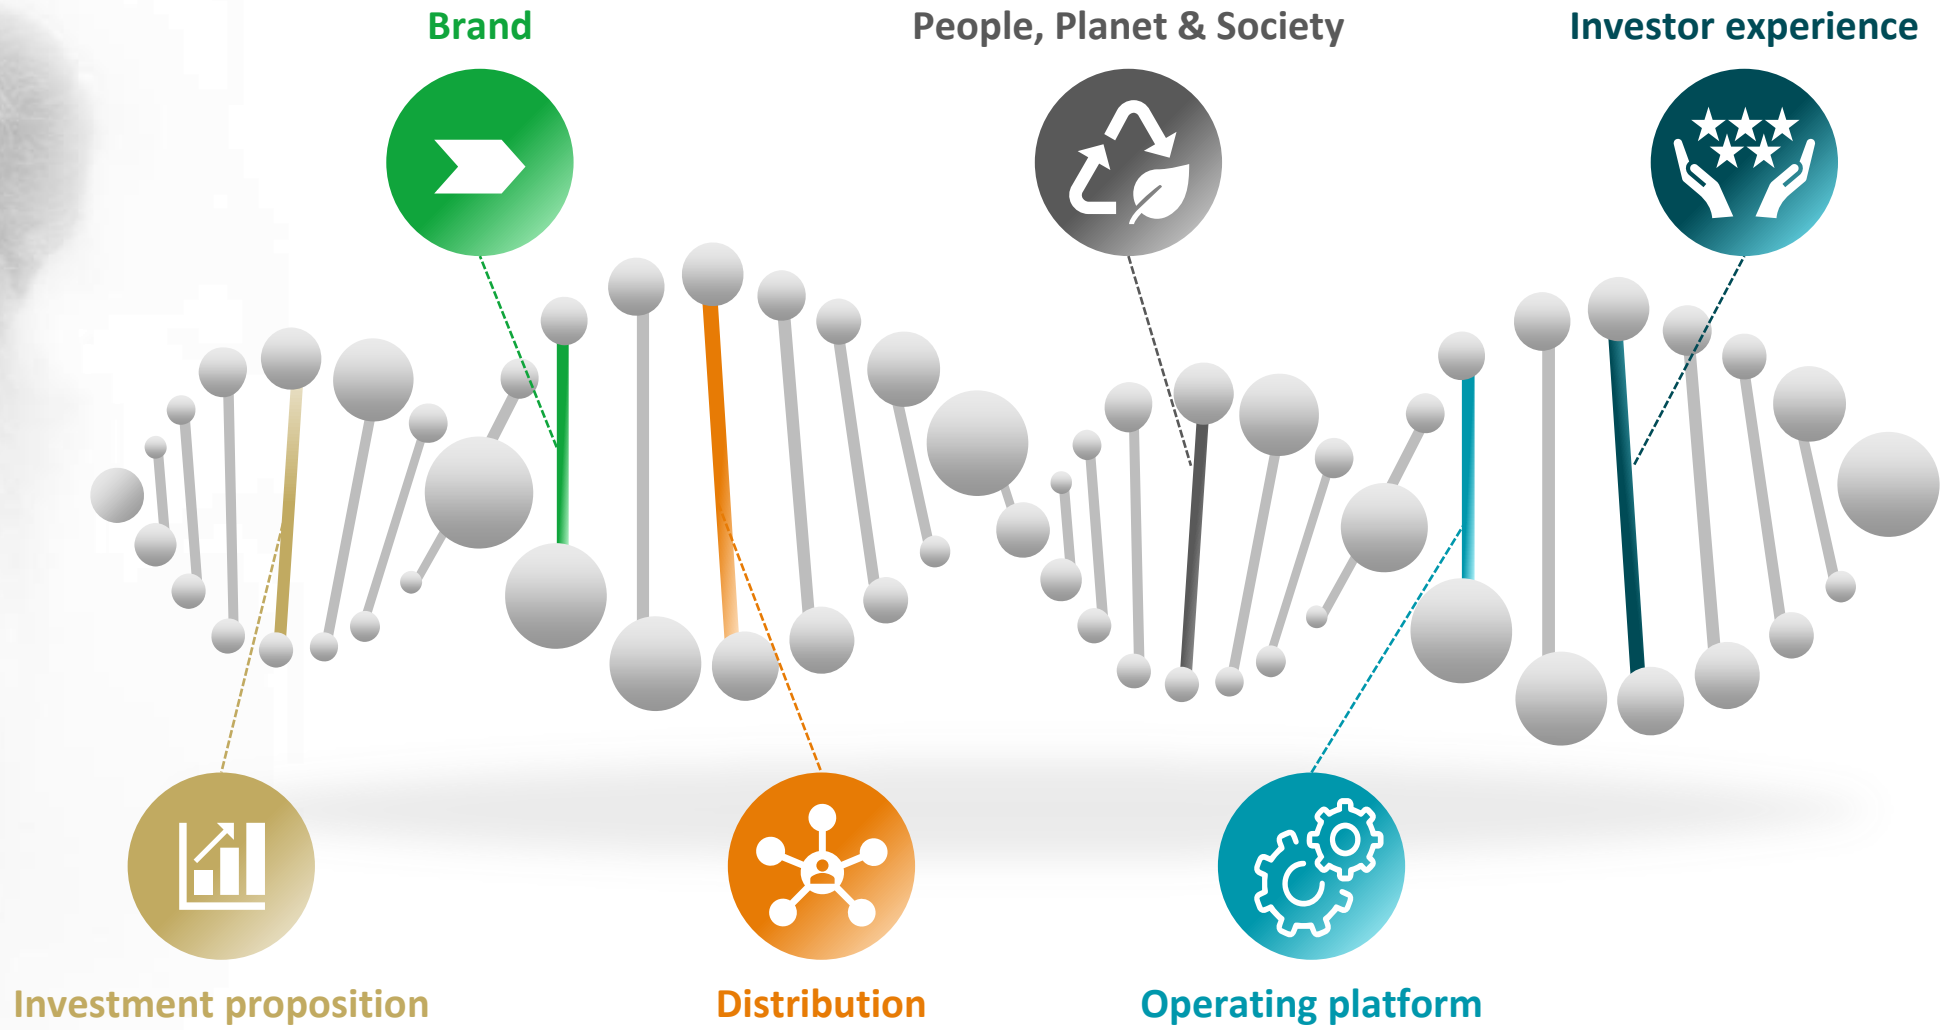 Brand
People, Planet & Society
Investor experience
Investment proposition
Distribution
Operating platform